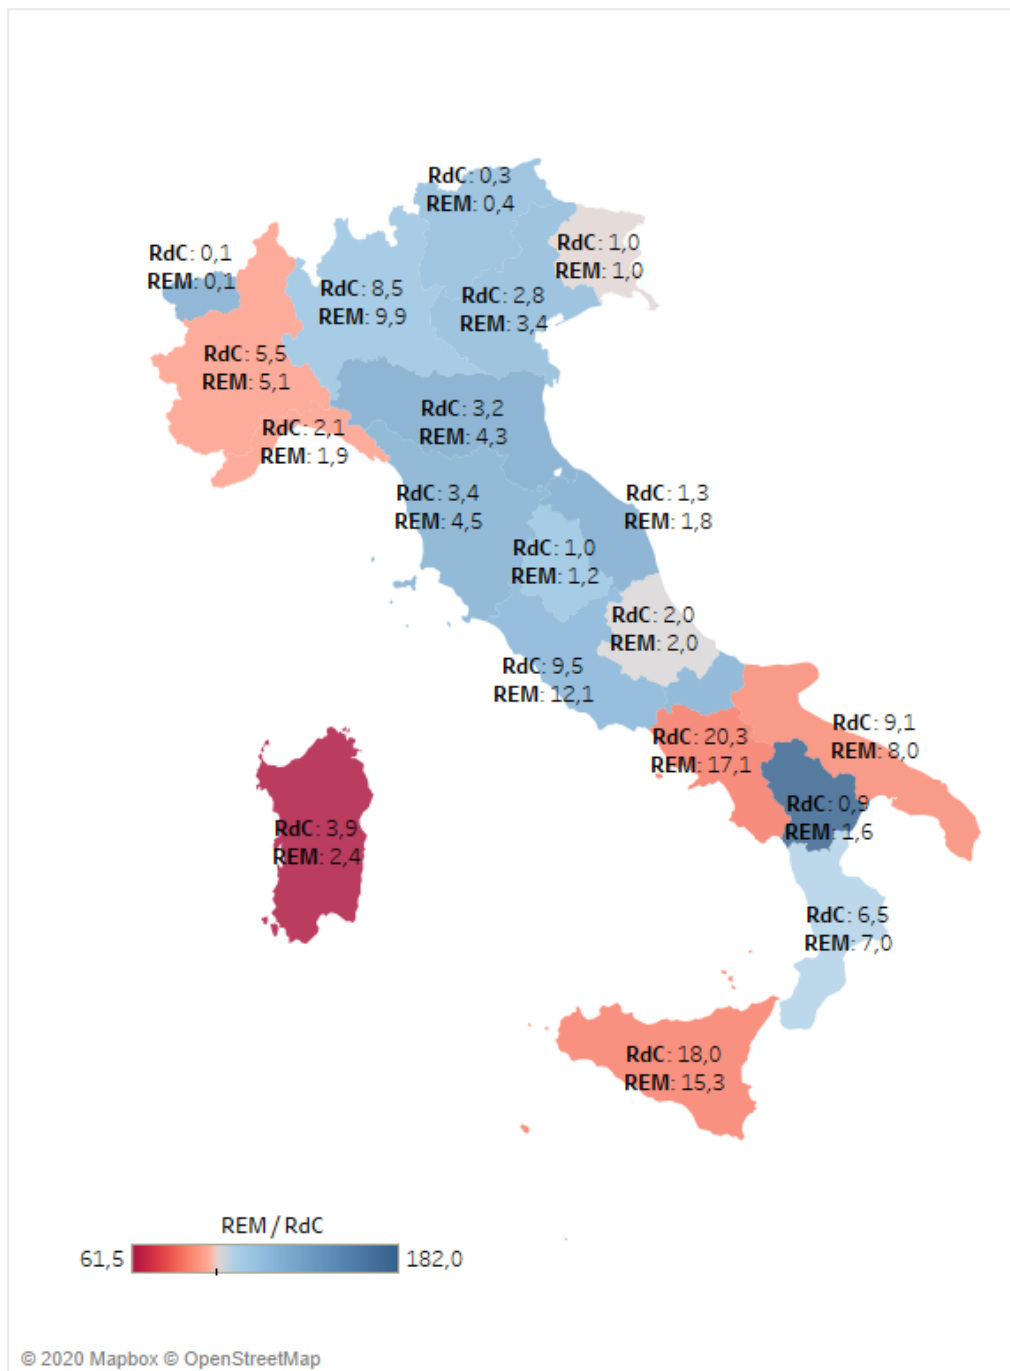 RdC: 0,3
REM: 0,4
RdC: 1,0
REM: 1,0
RdC: 0,1
REM: 0,1
RdC: 8,5
REM: 9,9
RdC: 2,8
REM: 3,4
RdC: 5,5
REM: 5,1
RdC: 3,2
REM: 4,3
RdC: 2,1
REM: 1,9
RdC: 3,4
REM: 4,5
RdC: 1,3
REM: 1,8
RdC: 1,0
REM: 1,2
RdC: 2,0
REM: 2,0
RdC: 9,5
REM: 12,1
RdC: 20,3
REM: 17,1
RdC: 9,1
REM: 8,0
RdC: 0,9
REM: 1,6
RdC: 3,9
REM: 2,4
RdC: 6,5
REM: 7,0
RdC: 18,0
REM: 15,3
REM / RdC
61,5 182,0
© 2020 Mapbox © OpenStreetMap